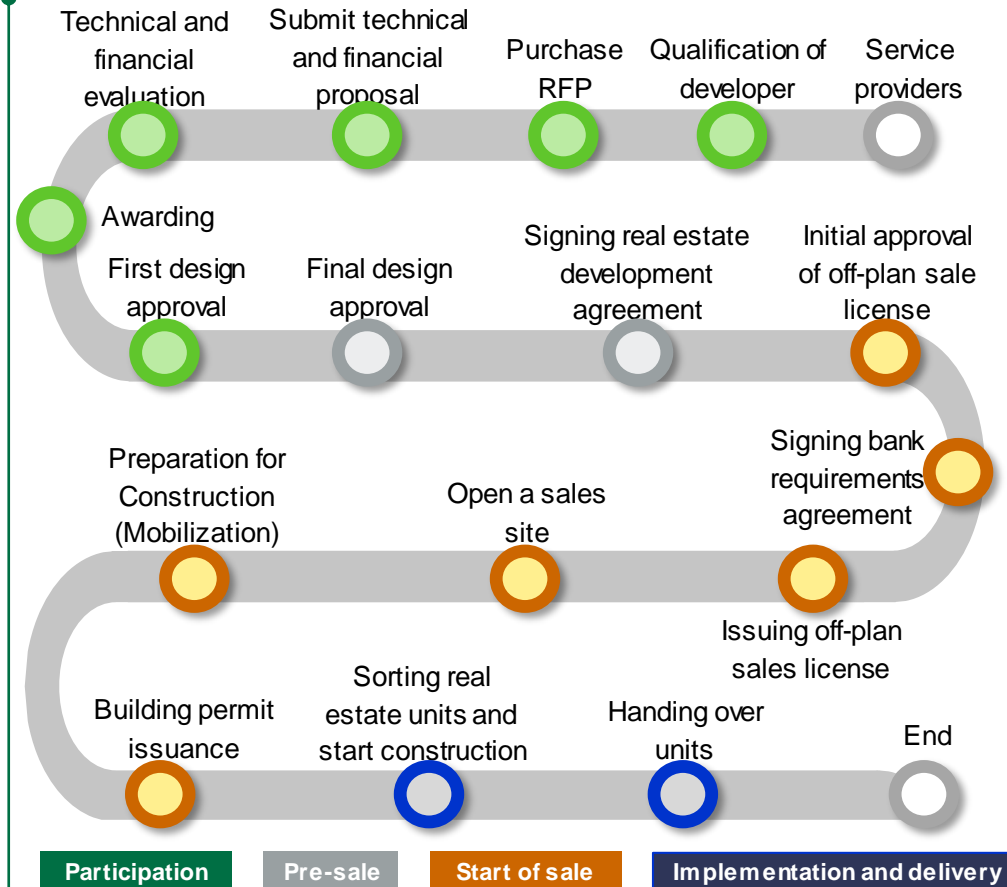 Technical and
financial
evaluation
Submit technical
and financial
proposal
Purchase
RFP
Qualification of
developer
Service
providers
Awarding
First design
approval
Final design
approval
Signing real estate
development
agreement
Initial approval
of off-plan sale
license
Preparation for
Construction
(Mobilization)
Open a sales
site
Signing bank
requirements
agreement
Issuing off-plan
sales license
Building permit
issuance
Sorting real
estate units and
start construction
Handing over
units
End
Participation
Pre-sale
Start of sale
Implementation and delivery